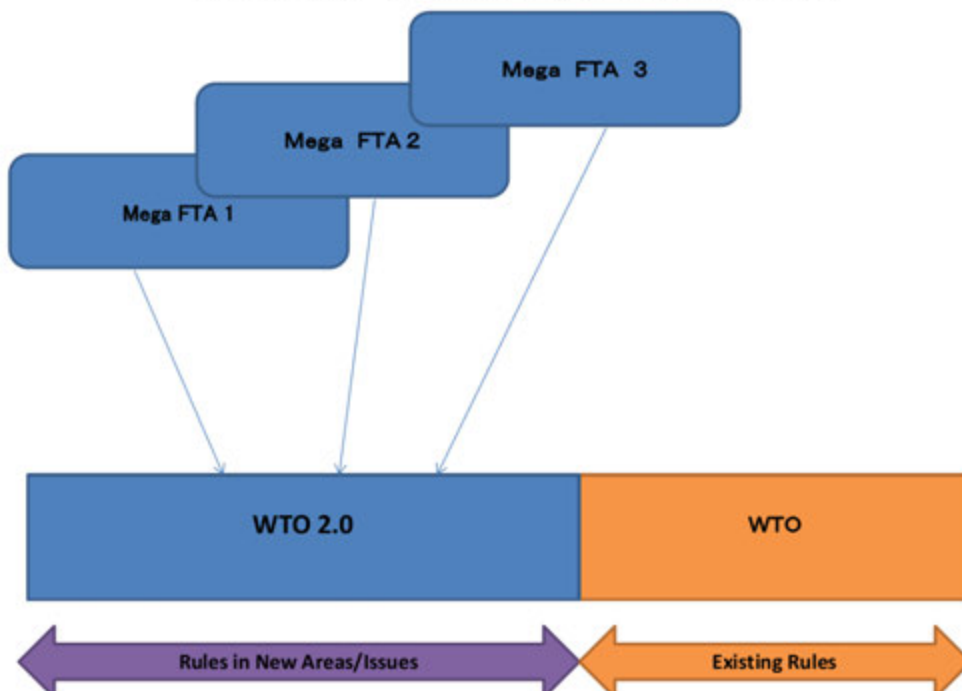 Mega FTA 3
Mega FTA 2
Mega FTA 1
WTO 2.0
WTO
Rules in New Areas/Issues
Existing Rules